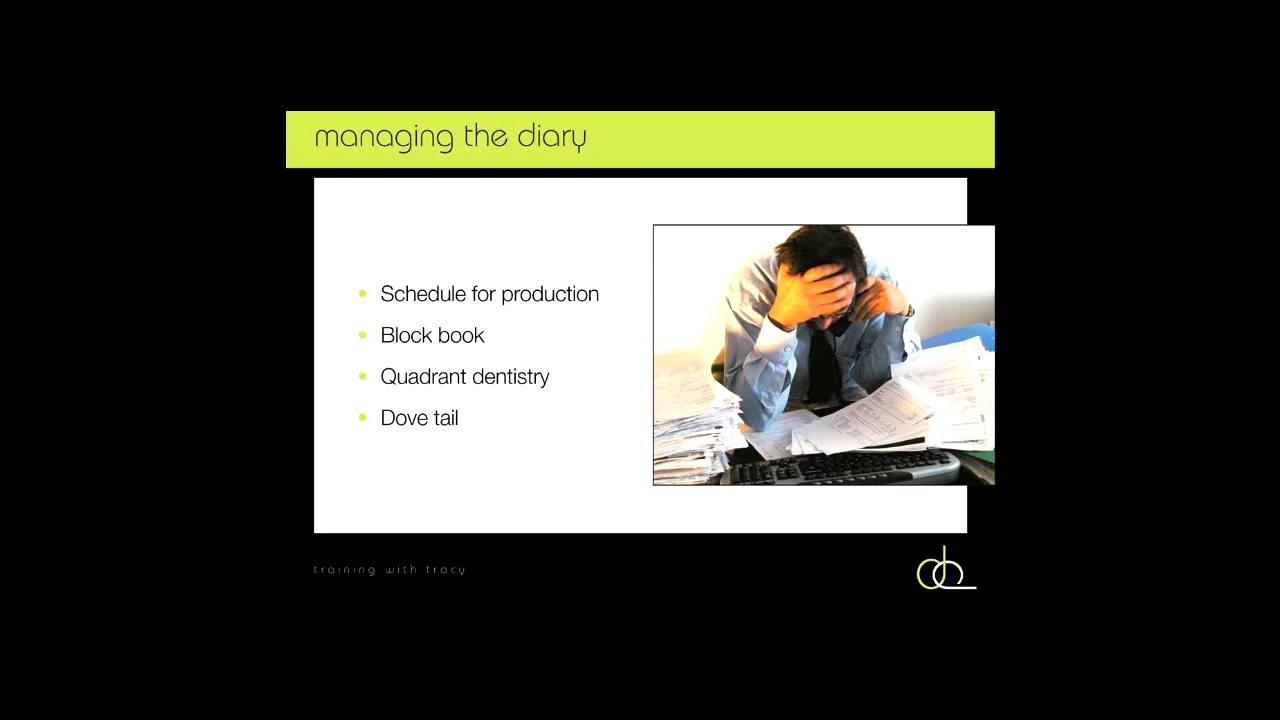 managing the diary
Schedule for production
Block book
Quadrant dentistry
Dove tail
training with tracy